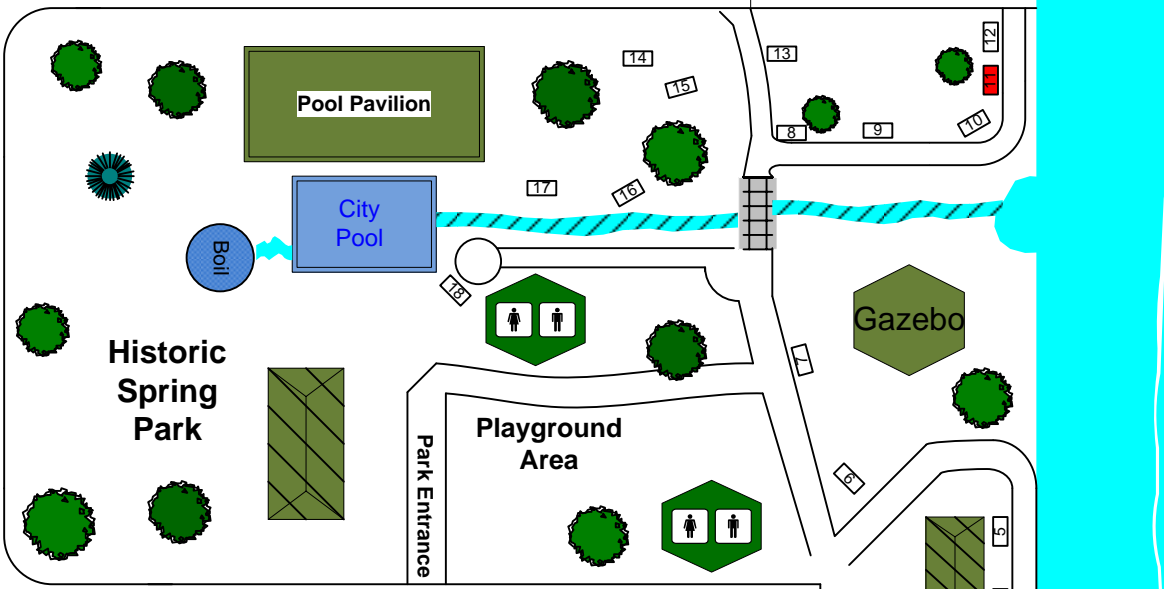 12
14
13
11
15
Pool Pavilion
10
8
9
17
16
City
Pool
Boil
18
Gazebo
7
Historic
Spring
Park
Playground
Area
Park Entrance
6
5